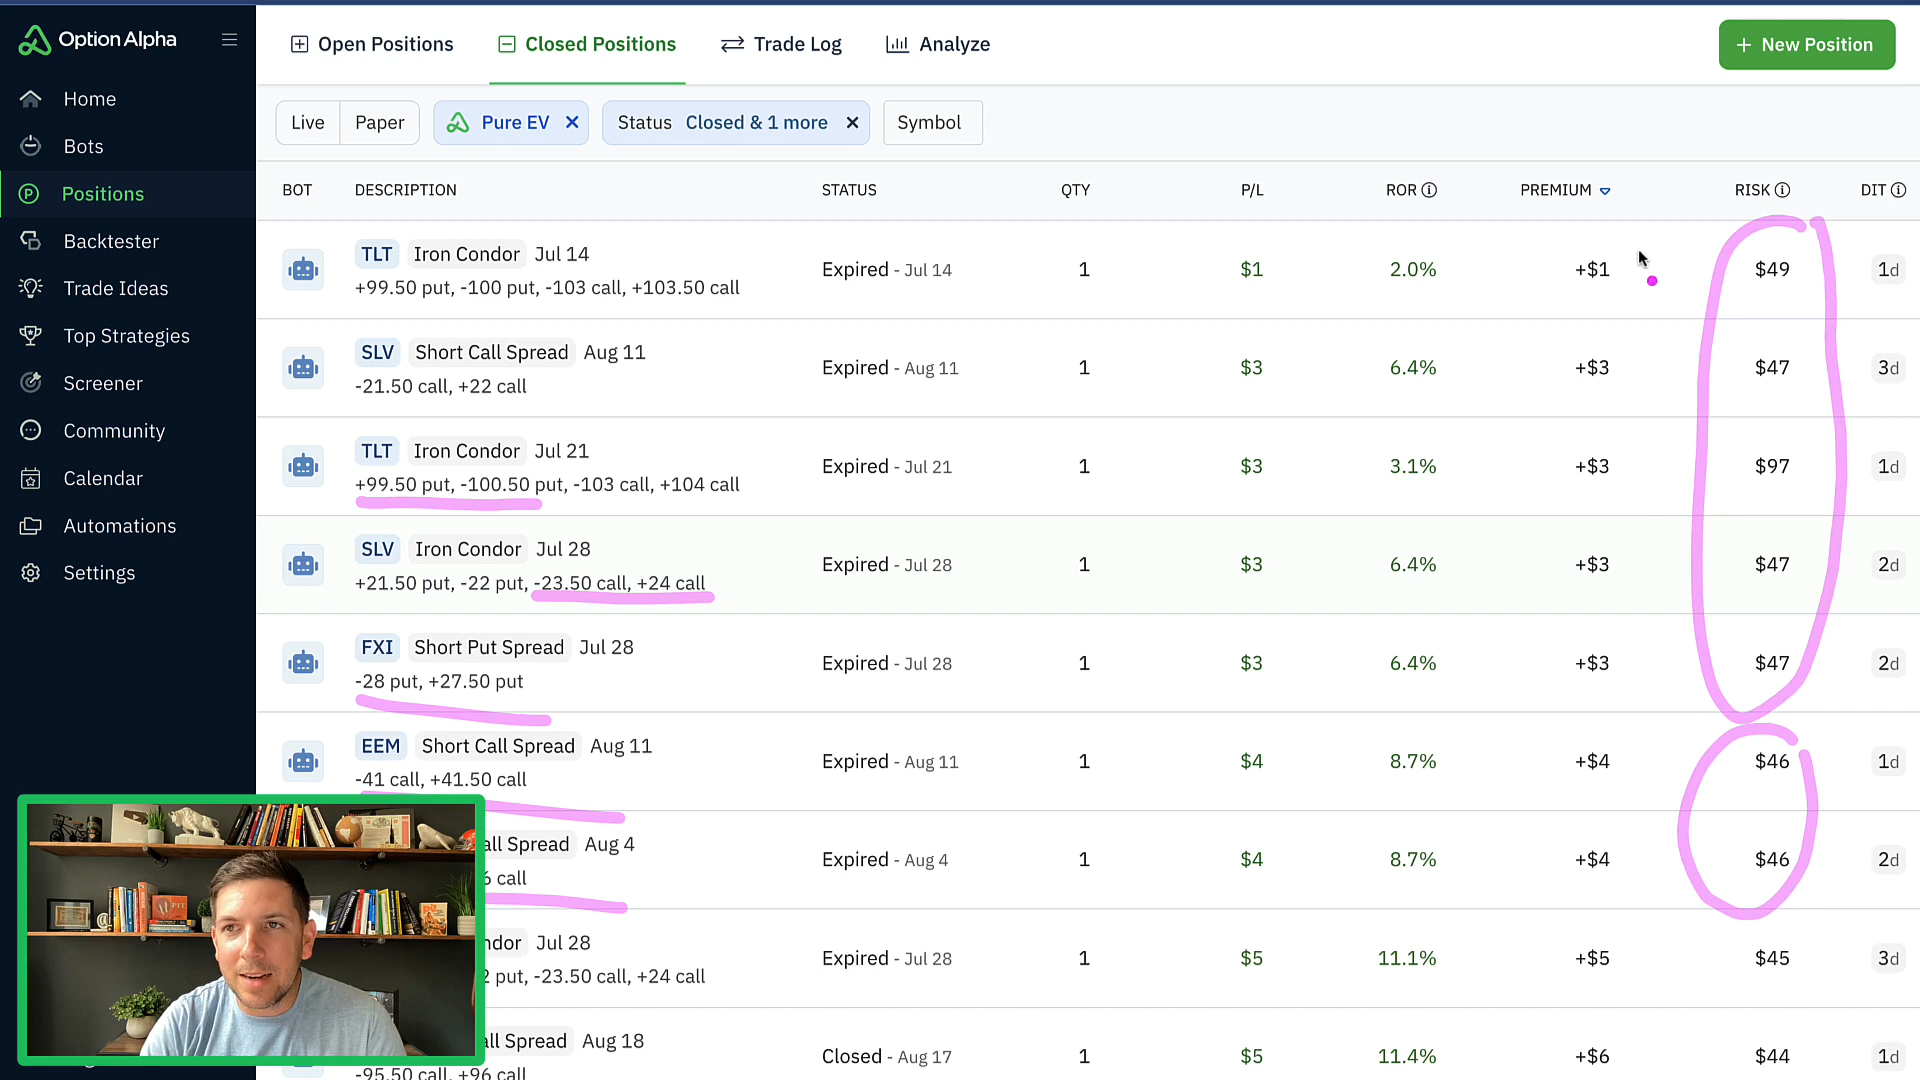 Option Alpha
Open Positions
Closed Positions
Trade Log
Analyze
+ New Position
Home
Bots
Positions
Backtester
Trade Ideas
Top Strategies
Screener
Community
Calendar
Automations
Settings
Live
Paper
Pure EV
Status Closed & 1 more
Symbol
BOT DESCRIPTION STATUS QTY P/L ROR PREMIUM RISK DIT
TLT Iron Condor Jul 14
+99.50 put, -100 put, -103 call, +103.50 call
Expired - Jul 14 1 $1 2.0% +$1 $49 1d
SLV Short Call Spread Aug 11
-21.50 call, +22 call
Expired - Aug 11 1 $3 6.4% +$3 $47 3d
TLT Iron Condor Jul 21
+99.50 put, -100.50 put, -103 call, +104 call
Expired - Jul 21 1 $3 3.1% +$3 $97 1d
SLV Iron Condor Jul 28
+21.50 put, -22 put, -23.50 call, +24 call
Expired - Jul 28 1 $3 6.4% +$3 $47 2d
FXI Short Put Spread Jul 28
-28 put, +27.50 put
Expired - Jul 28 1 $3 6.4% +$3 $47 2d
EEM Short Call Spread Aug 11
-41 call, +41.50 call
Expired - Aug 11 1 $4 8.7% +$4 $46 1d
all Spread Aug 4
6 call
Expired - Aug 4 1 $4 8.7% +$4 $46 2d
ndor Jul 28
2 put, -23.50 call, +24 call
Expired - Jul 28 1 $5 11.1% +$5 $45 3d
all Spread Aug 18
-95.50 call, +96 call
Closed - Aug 17 1 $5 11.4% +$6 $44 1d